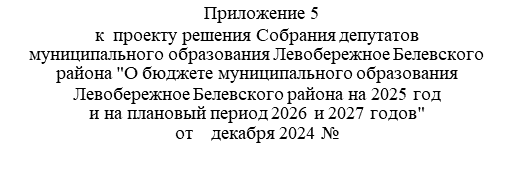 Приложение 5
к проекту решения Собрания депутатов
муниципального образования Левобережное Белевского
района "О бюджете муниципального образования
Левобережное Белевского района на 2025 год
и на плановый период 2026 и 2027 годов"
от декабря 2024 №